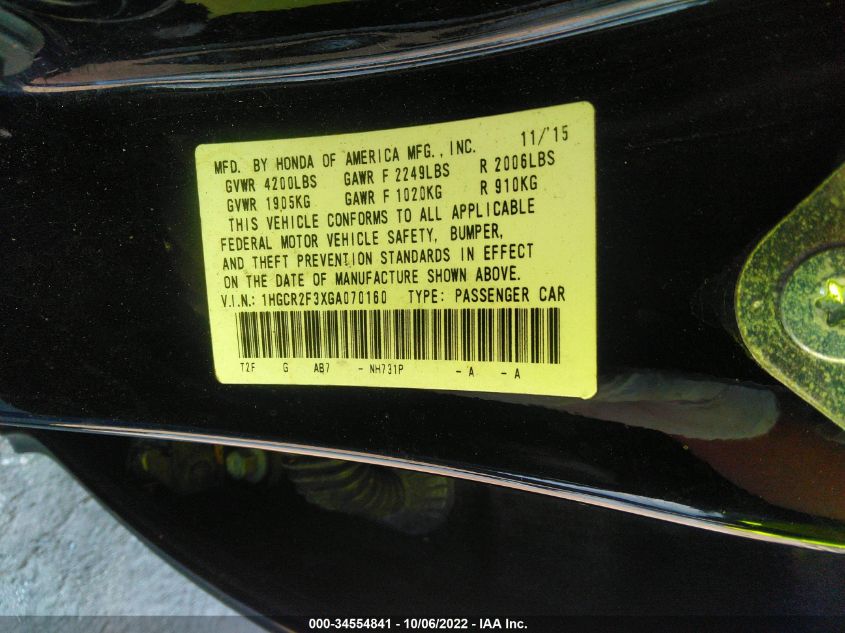 MFD. BY HONDA OF AMERICA MFG., INC. 11/'15
GVWR 4200LBS GAWR F 2249LBS R 2006LBS
GVWR 1905KG GAWR F 1020KG R 910KG
THIS VEHICLE CONFORMS TO ALL APPLICABLE
FEDERAL MOTOR VEHICLE SAFETY, BUMPER,
AND THEFT PREVENTION STANDARDS IN EFFECT
ON THE DATE OF MANUFACTURE SHOWN ABOVE.
V.I.N.: 1HGCR2F3XGA070160 TYPE: PASSENGER CAR
T2F G AB7 - NH731P - A - A
000-34554841 - 10/06/2022 - IAA Inc.